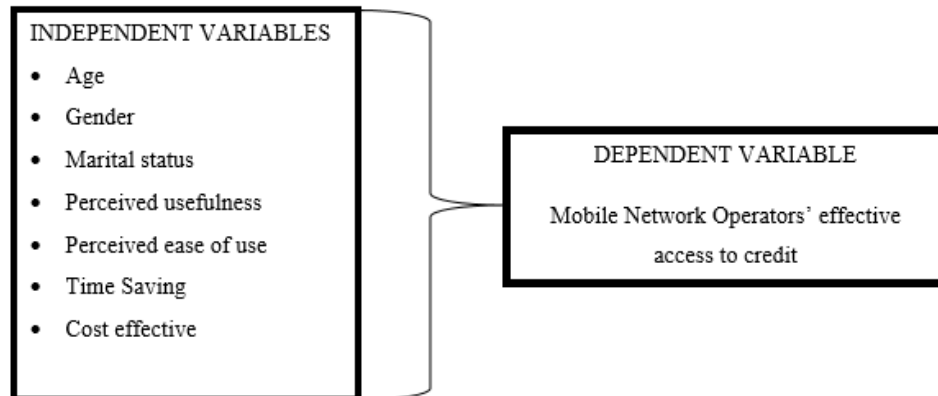 INDEPENDENT VARIABLES
• Age
• Gender
• Marital status
• Perceived usefulness
• Perceived ease of use
• Time Saving
• Cost effective
DEPENDENT VARIABLE
Mobile Network Operators’ effective
access to credit